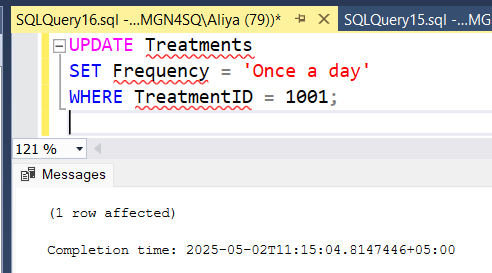 SQLQuery16.sql -...MGN4SQ\Aliya (79))*
SQLQuery15.sql -...MG
UPDATE Treatments
SET Frequency = 'Once a day'
WHERE TreatmentID = 1001;
121 %
Messages
(1 row affected)
Completion time: 2025-05-02T11:15:04.8147446+05:00